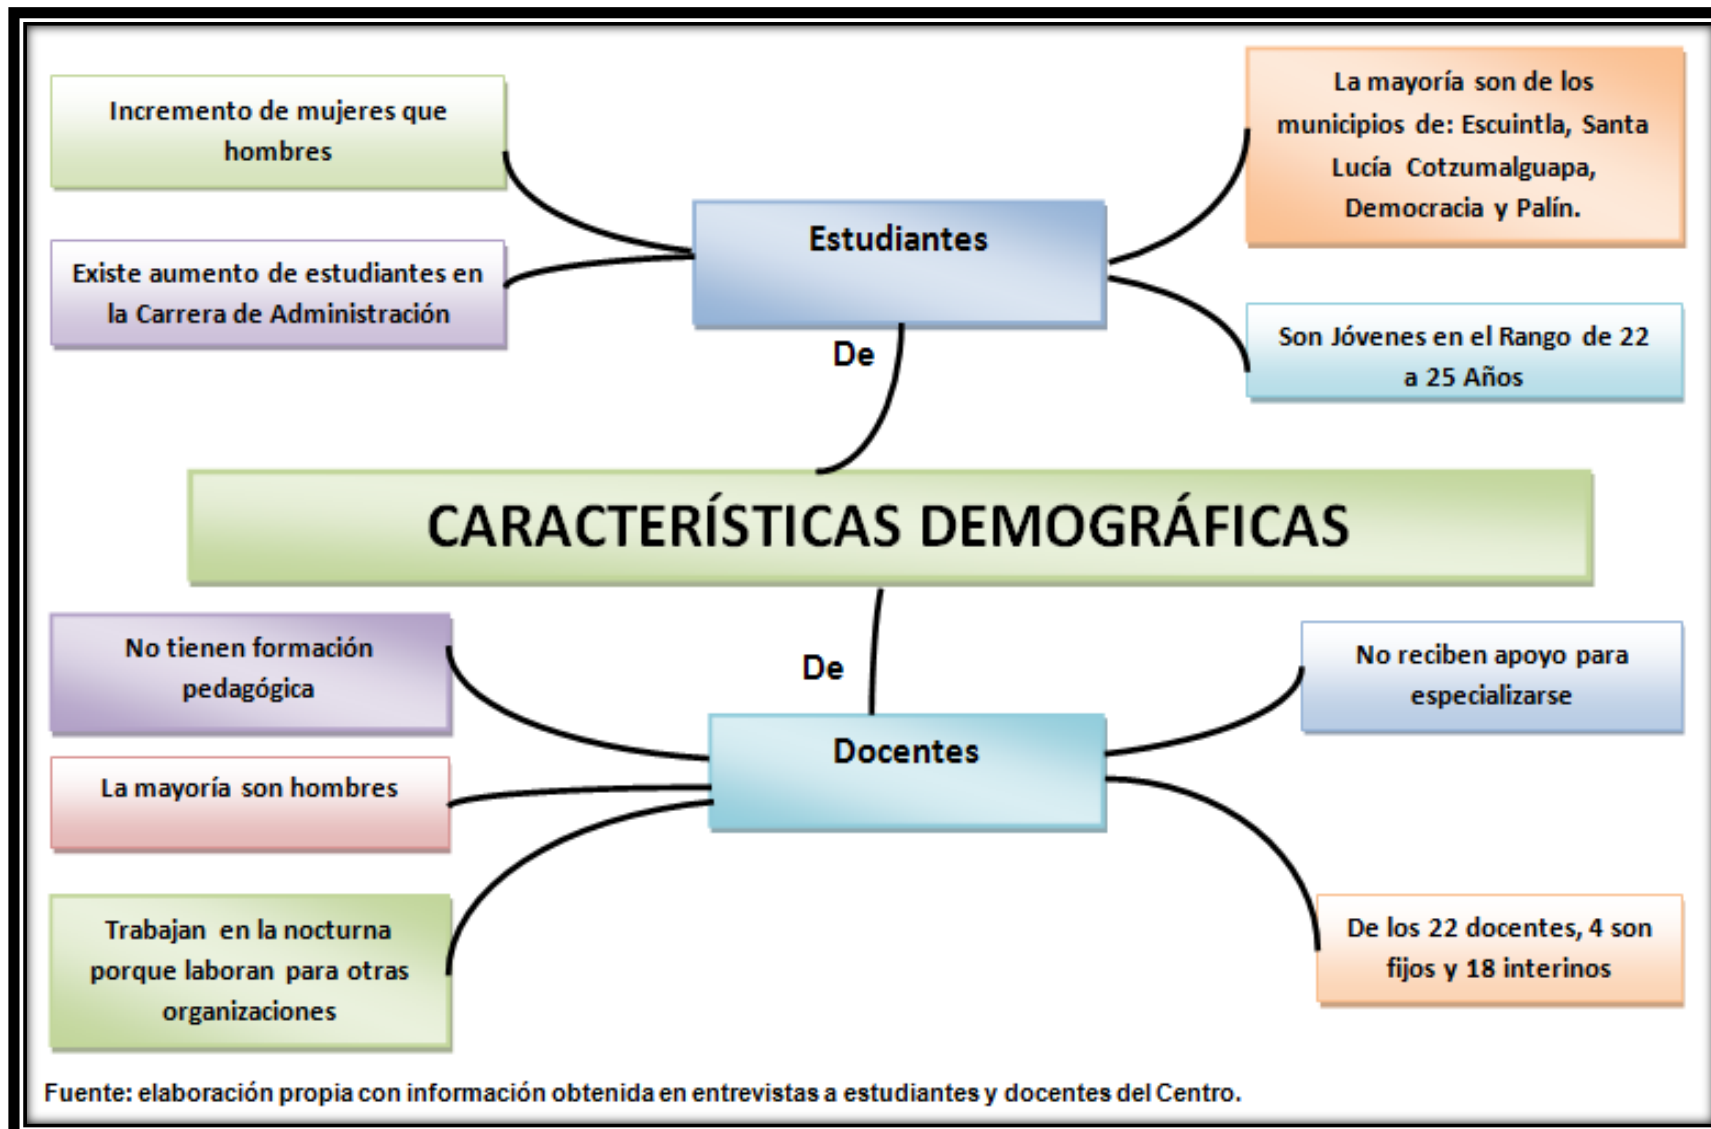 Incremento de mujeres que
hombres
Existe aumento de estudiantes en
la Carrera de Administración
Estudiantes
La mayoría son de los
municipios de: Escuintla, Santa
Lucía Cotzumalguapa,
Democracia y Palín.
Son Jóvenes en el Rango de 22
a 25 Años
De
CARACTERÍSTICAS DEMOGRÁFICAS
De
No tienen formación
pedagógica
La mayoría son hombres
Trabajan en la nocturna
porque laboran para otras
organizaciones
Docentes
No reciben apoyo para
especializarse
De los 22 docentes, 4 son
fijos y 18 interinos
Fuente: elaboración propia con información obtenida en entrevistas a estudiantes y docentes del Centro.